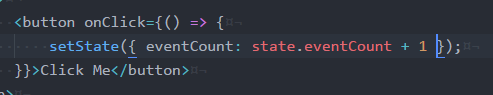 <button onClick={() => {
setState({ eventCount: state.eventCount + 1 });
}}>Click Me</button>